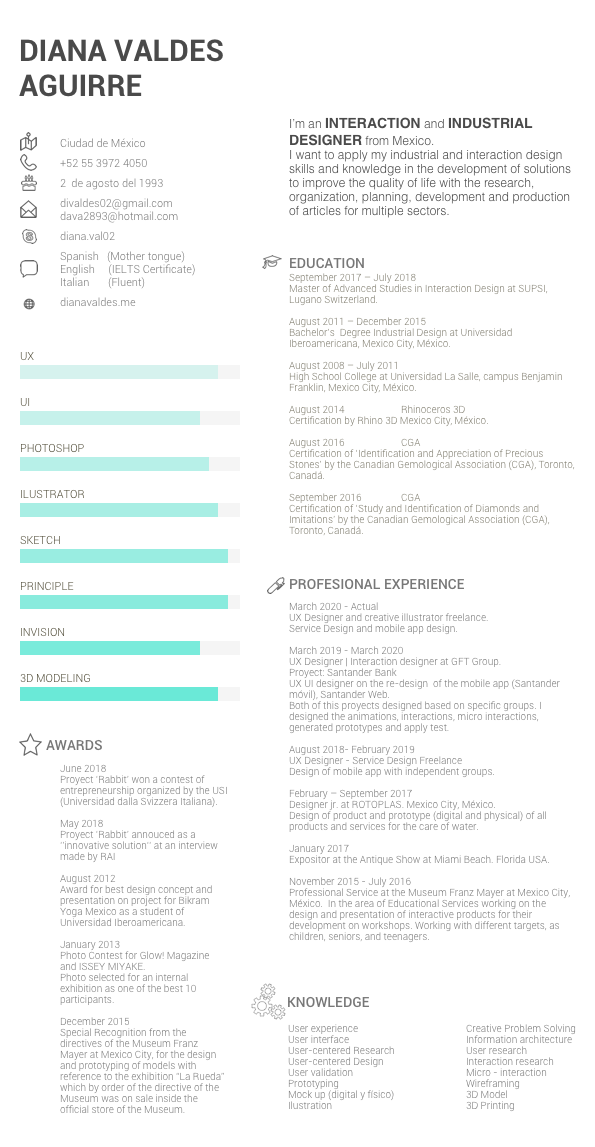 DIANA VALDES
AGUIRRE
Ciudad de México
+52 55 3972 4050
2 de agosto del 1993
divaldes02@gmail.com
dava2893@hotmail.com
diana.val02
Spanish (Mother tongue)
English (IELTS Certificate)
Italian (Fluent)
dianavaldes.me
UX
UI
PHOTOSHOP
ILUSTRATOR
SKETCH
PRINCIPLE
INVISION
3D MODELING
AWARDS
June 2018
Proyect 'Rabbit' won a contest of
entrepreneurship organized by the USI
(Universidad dalla Svizzera Italiana).
May 2018
Proyect 'Rabbit' annouced as a
"innovative solution" at an interview
made by RAI
August 2012
Award for best design concept and
presentation on project for Bikram
Yoga Mexico as a student of
Universidad Iberoamericana.
January 2013
Photo Contest for Glow! Magazine
and ISSEY MIYAKE.
Photo selected for an internal
exhibition as one of the best 10
participants.
December 2015
Special Recognition from the
directives of the Museum Franz
Mayer at Mexico City, for the design
and prototyping of models with
reference to the exhibition "La Rueda"
which by order of the directive of the
Museum was on sale inside the
official store of the Museum.
I'm an INTERACTION and INDUSTRIAL
DESIGNER from Mexico.
I want to apply my industrial and interaction design
skills and knowledge in the development of solutions
to improve the quality of life with the research,
organization, planning, development and production
of articles for multiple sectors.
EDUCATION
September 2017 – July 2018
Master of Advanced Studies in Interaction Design at SUPSI,
Lugano Switzerland.
August 2011 – December 2015
Bachelor's Degree Industrial Design at Universidad
Iberoamericana, Mexico City, México.
August 2008 – July 2011
High School College at Universidad La Salle, campus Benjamin
Franklin, Mexico City, México.
August 2014 Rhinoceros 3D
Certification by Rhino 3D Mexico City, México.
August 2016 CGA
Certification of 'Identification and Appreciation of Precious
Stones' by the Canadian Gemological Association (CGA), Toronto,
Canadá.
September 2016 CGA
Certification of 'Study and Identification of Diamonds and
Imitations' by the Canadian Gemological Association (CGA),
Toronto, Canadá.
PROFESIONAL EXPERIENCE
March 2020 - Actual
UX Designer and creative illustrator freelance.
Service Design and mobile app design.
March 2019 - March 2020
UX Designer | Interaction designer at GFT Group.
Proyect: Santander Bank
UX UI designer on the re-design of the mobile app (Santander
móvil), Santander Web.
Both of this projects designed based on specific groups. I
designed the animations, interactions, micro interactions,
generated prototypes and apply test.
August 2018- February 2019
UX Designer - Service Design Freelance
Design of mobile app with independent groups.
February – September 2017
Designer jr. at ROTOPLAS. Mexico City, México.
Design of product and prototype (digital and physical) of all
products and services for the care of water.
January 2017
Expositor at the Antique Show at Miami Beach. Florida USA.
November 2015 - July 2016
Professional Service at the Museum Franz Mayer at Mexico City,
México. in the area of Educational Services working on the
design and presentation of interactive products for their
development on workshops. Working with different targets, as
children, seniors, and teenagers.
KNOWLEDGE
User experience
User interface
User-centered Research
User-centered Design
User validation
Prototyping
Mock up (digital y físico)
Ilustration
Creative Problem Solving
Information architecture
User research
Interaction research
Micro - interaction
Wireframing
3D Model
3D Printing